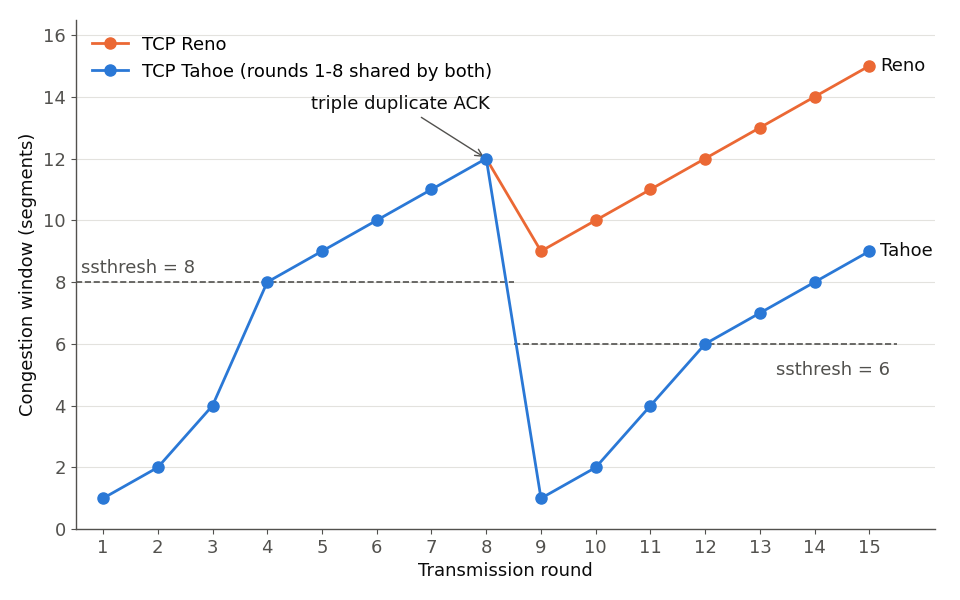 TCP Reno
TCP Tahoe (rounds 1-8 shared by both)
triple duplicate ACK
Reno
Tahoe
ssthresh = 8
ssthresh = 6
Congestion window (segments)
16
14
12
10
8
6
4
2
0
1 2 3 4 5 6 7 8 9 10 11 12 13 14 15
Transmission round